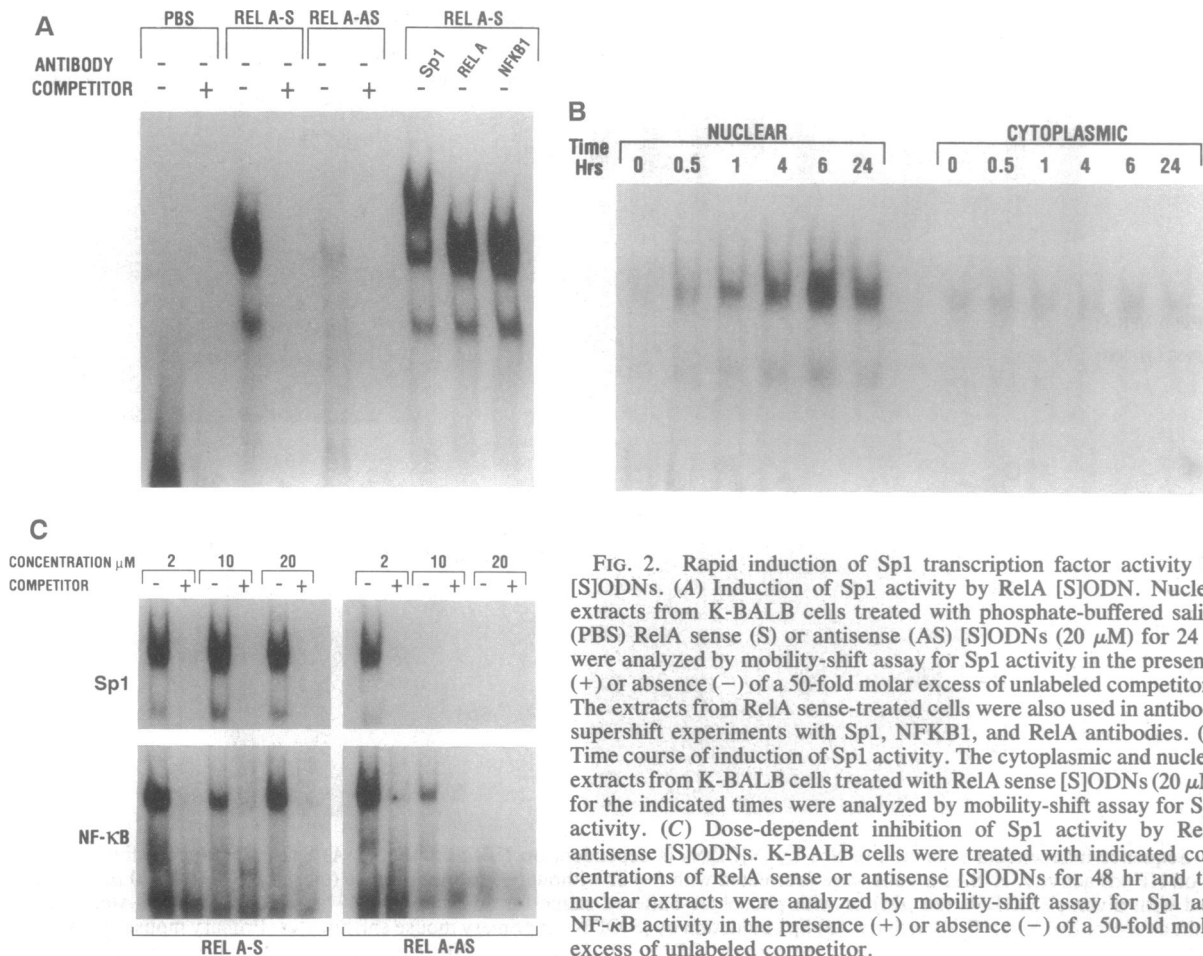 A
PBS REL A-S REL A-AS REL A-S
ANTIBODY - - - - - - Sp1 REL A NFKB1
COMPETITOR - + - + - + - - -
B
NUCLEAR CYTOPLASMIC
Time
Hrs 0 0.5 1 4 6 24 0 0.5 1 4 6 24
C
CONCENTRATION μM 2 10 20 2 10 20
COMPETITOR - + - + - + - + - + - +
Sp1
NF-κB
REL A-S REL A-AS
FIG. 2. Rapid induction of Sp1 transcription factor activity
[S]ODNs. (A) Induction of Sp1 activity by RelA [S]ODN. Nucle
extracts from K-BALB cells treated with phosphate-buffered sali
(PBS) RelA sense (S) or antisense (AS) [S]ODNs (20 μM) for 24
were analyzed by mobility-shift assay for Sp1 activity in the presen
(+) or absence (−) of a 50-fold molar excess of unlabeled competitor
The extracts from RelA sense-treated cells were also used in antibo
supershift experiments with Sp1, NFKB1, and RelA antibodies. (
Time course of induction of Sp1 activity. The cytoplasmic and nucle
extracts from K-BALB cells treated with RelA sense [S]ODNs (20 μM
for the indicated times were analyzed by mobility-shift assay for S
activity. (C) Dose-dependent inhibition of Sp1 activity by Re
antisense [S]ODNs. K-BALB cells were treated with indicated co
centrations of RelA sense or antisense [S]ODNs for 48 hr and t
nuclear extracts were analyzed by mobility-shift assay for Sp1 a
NF-κB activity in the presence (+) or absence (−) of a 50-fold mol
excess of unlabeled competitor.